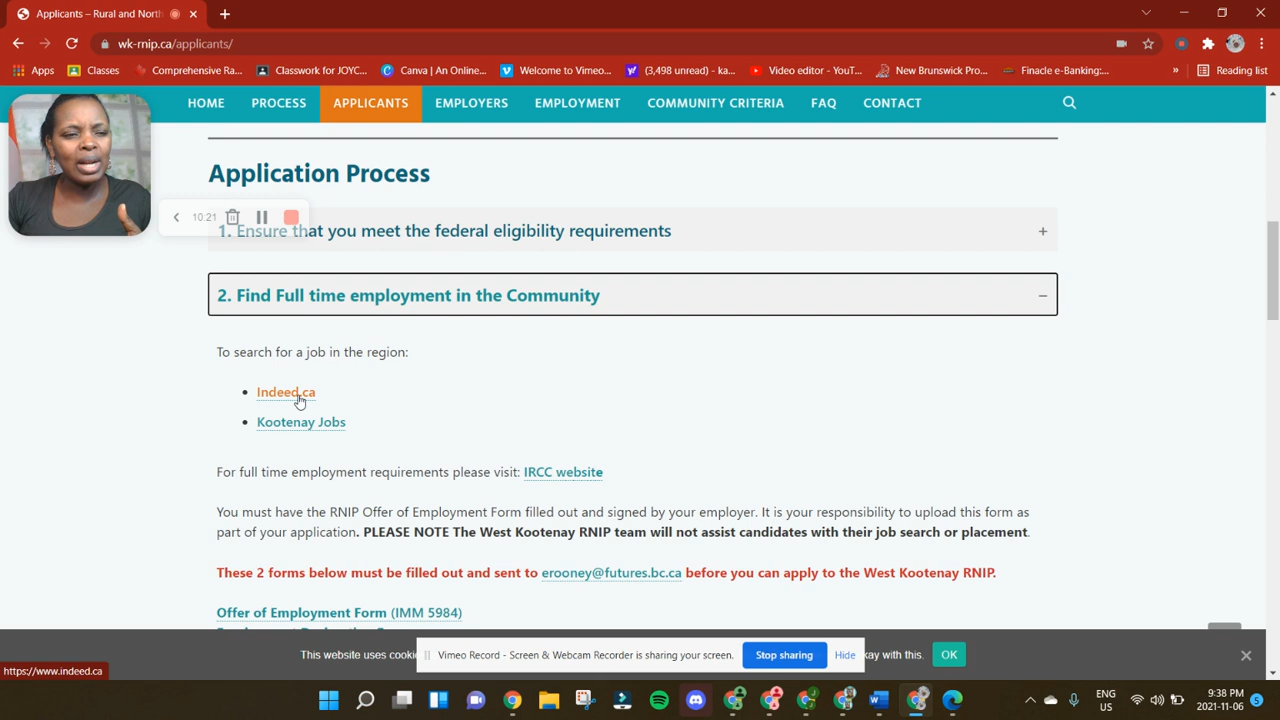 Applicants – Rural and North
wk-rnip.ca/applicants/
Apps
Classes
Comprehensive Ra...
Classwork for JOYC...
Canva | An Online...
Welcome to Vimeo...
(3,498 unread) - ka...
Video editor - YouT...
New Brunswick Pro...
Finacle e-Banking:...
»
Reading list
HOME PROCESS APPLICANTS EMPLOYERS EMPLOYMENT COMMUNITY CRITERIA FAQ CONTACT
Application Process
10:21
1. Ensure that you meet the federal eligibility requirements +
2. Find Full time employment in the Community –
To search for a job in the region:
• Indeed.ca
• Kootenay Jobs
For full time employment requirements please visit: IRCC website
You must have the RNIP Offer of Employment Form filled out and signed by your employer. It is your responsibility to upload this form as
part of your application. PLEASE NOTE The West Kootenay RNIP team will not assist candidates with their job search or placement.
These 2 forms below must be filled out and sent to erooney@futures.bc.ca before you can apply to the West Kootenay RNIP.
Offer of Employment Form (IMM 5984)
This website uses cookie
Vimeo Record - Screen & Webcam Recorder is sharing your screen.
Stop sharing
Hide
kay with this.
OK
https://www.indeed.ca
ENG
US
9:38 PM
2021-11-06
5